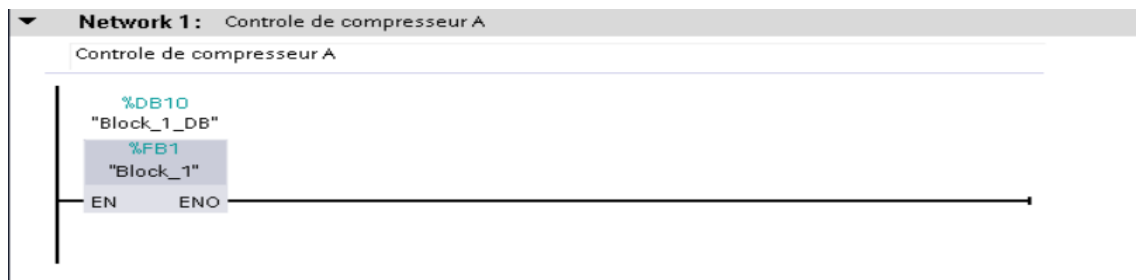 Network 1: Controle de compresseur A
Controle de compresseur A
%DB10
"Block_1_DB"
%FB1
"Block_1"
EN ENO